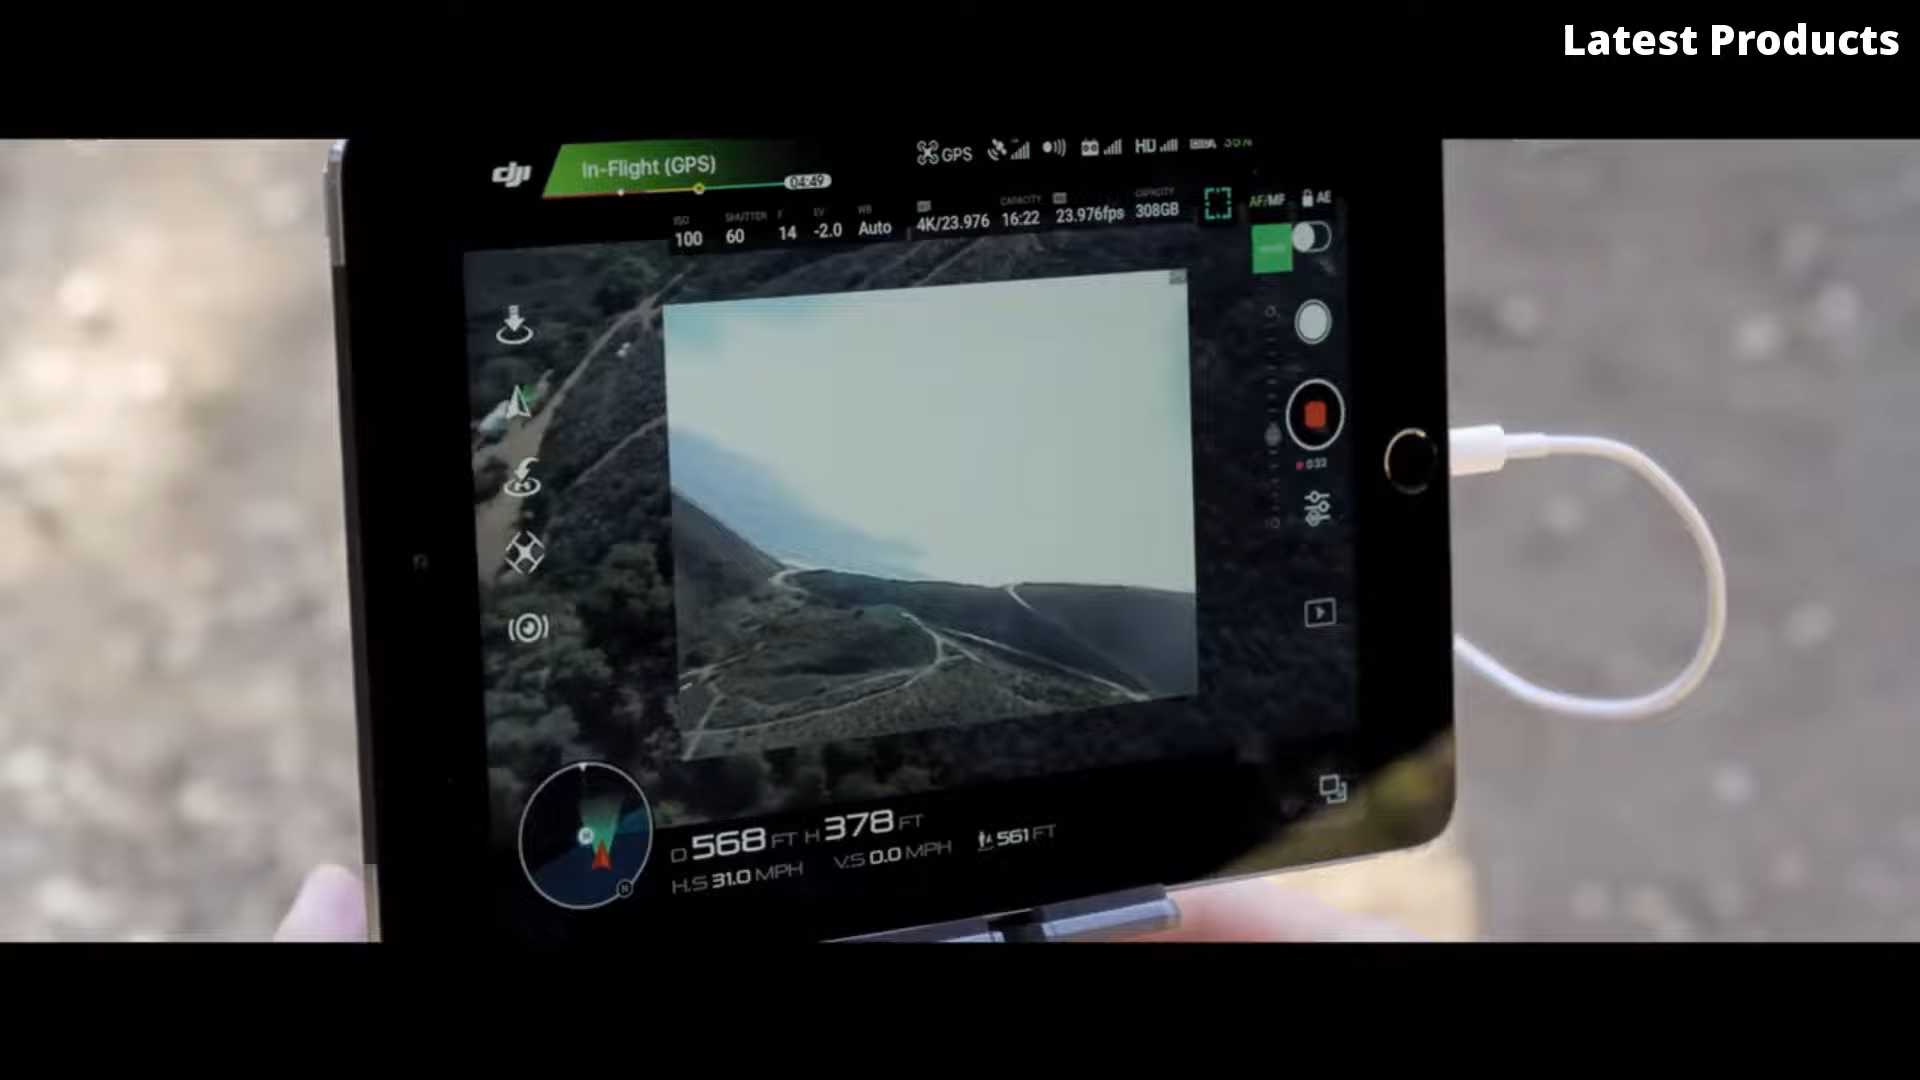 Latest Products
dji In-Flight (GPS) 04:49
GPS HD 35%
ISO SHUTTER F EV WB CAPACITY CAPACITY
100 60 14 -2.0 Auto 4K/23.976 16:22 23.976fps 308GB AF/MF AE
0:32
H
N
D 568 FT H 378 FT
H.S 31.0 MPH V.S 0.0 MPH 561 FT